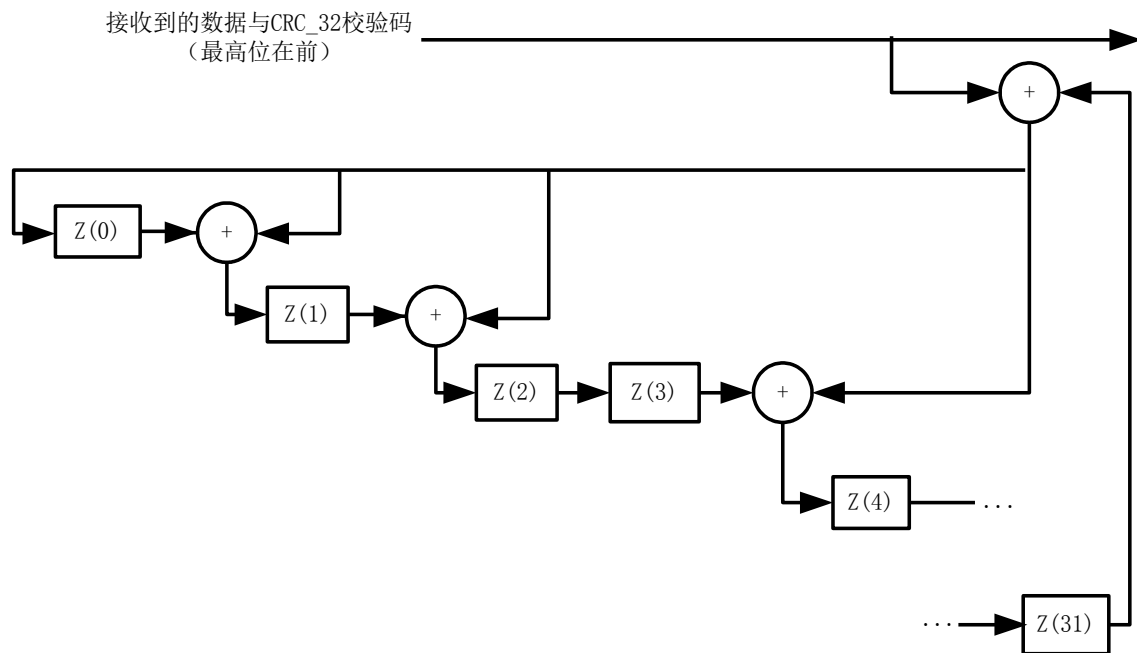 接收到的数据与CRC_32校验码
（最高位在前）
+
Z(0)
+
Z(1)
+
Z(2)
Z(3)
+
Z(4)
...
...
Z(31)